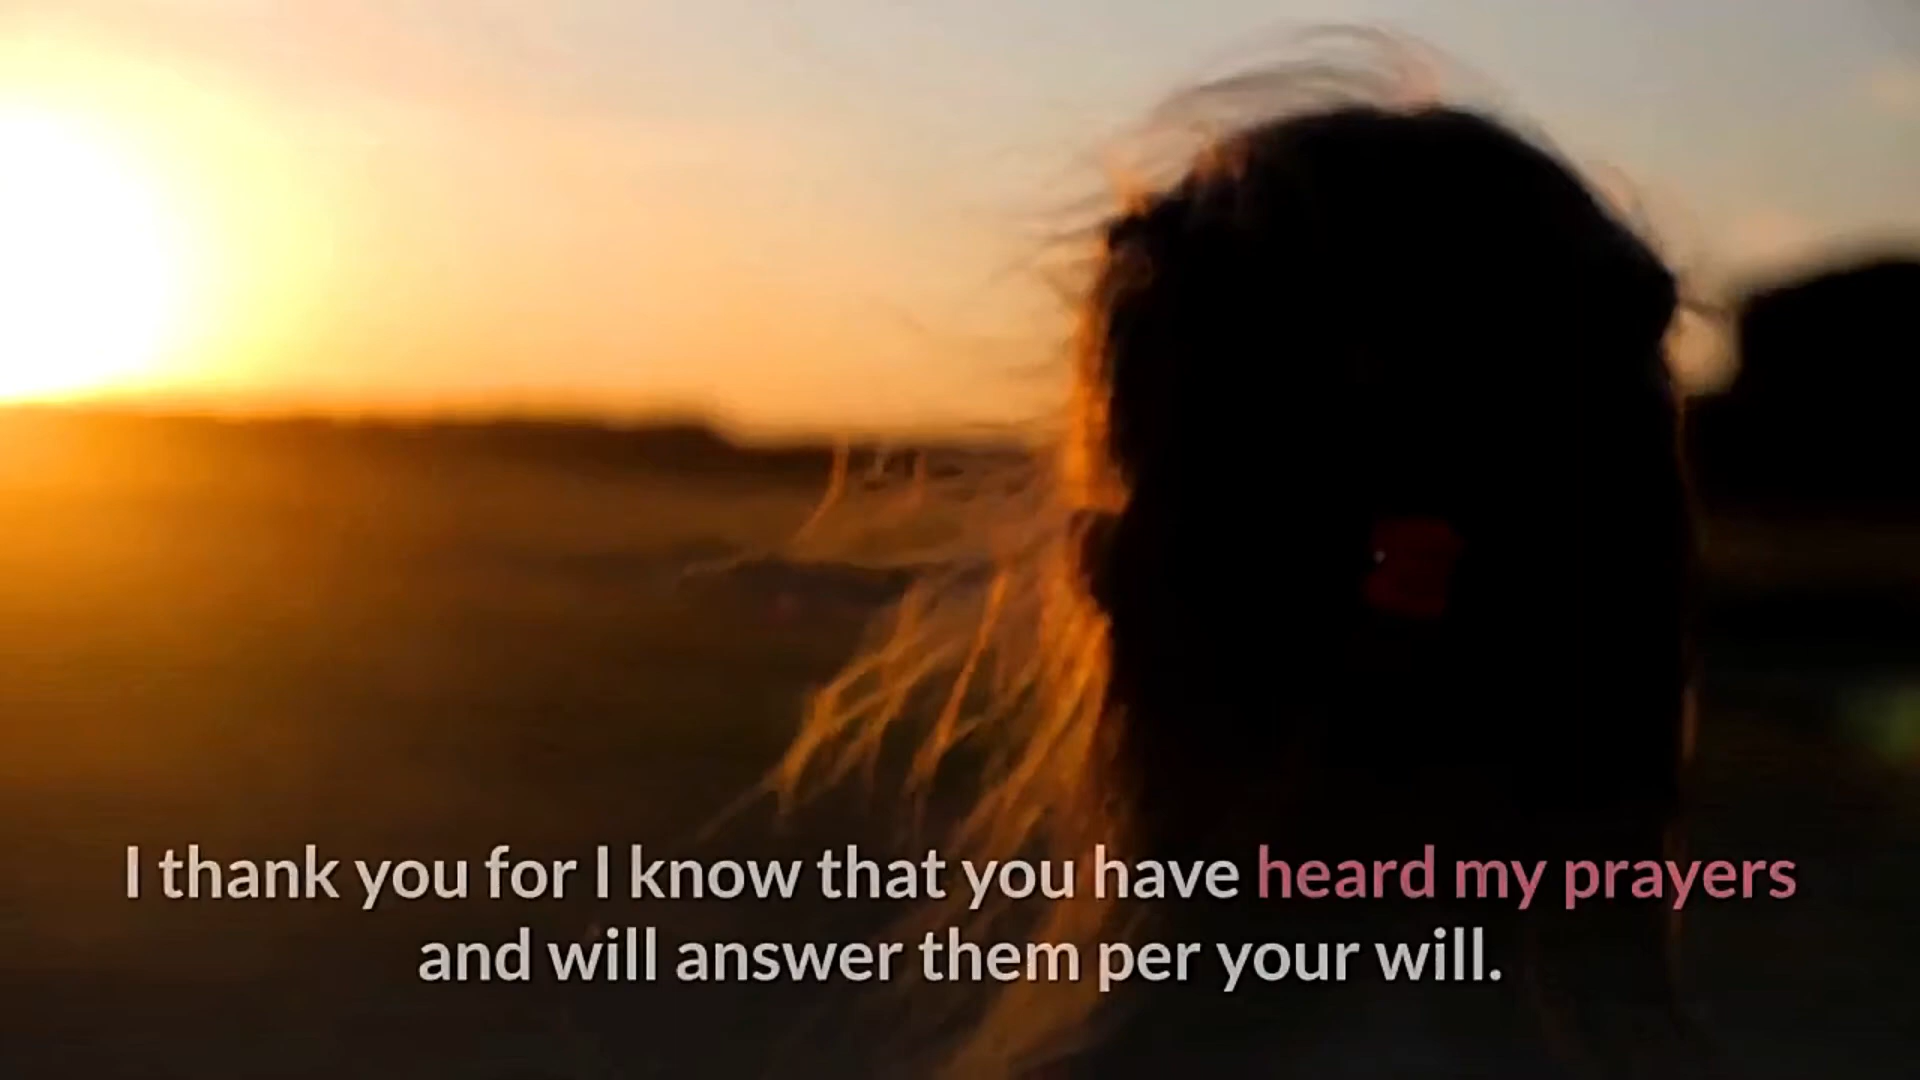 I thank you for I know that you have heard my prayers
and will answer them per your will.